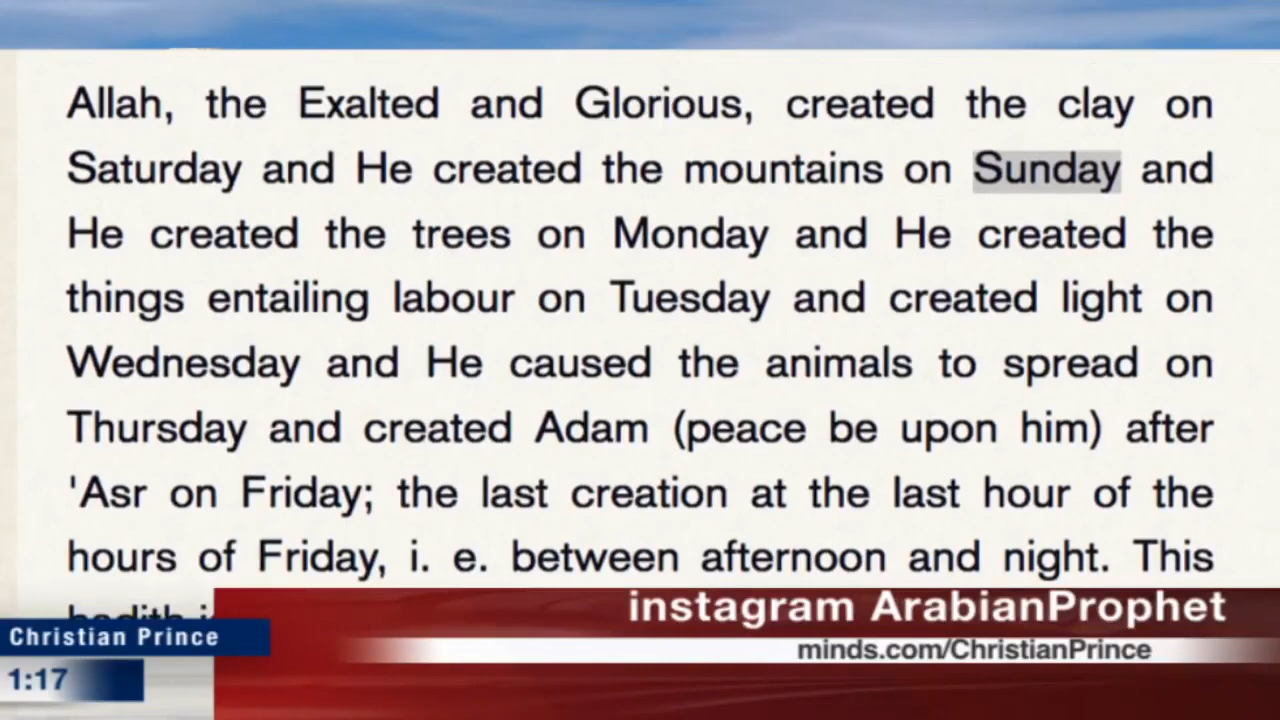 Allah, the Exalted and Glorious, created the clay on
Saturday and He created the mountains on Sunday and
He created the trees on Monday and He created the
things entailing labour on Tuesday and created light on
Wednesday and He caused the animals to spread on
Thursday and created Adam (peace be upon him) after
'Asr on Friday; the last creation at the last hour of the
hours of Friday, i. e. between afternoon and night. This
instagram ArabianProphet
Christian Prince
minds.com/ChristianPrince
1:17